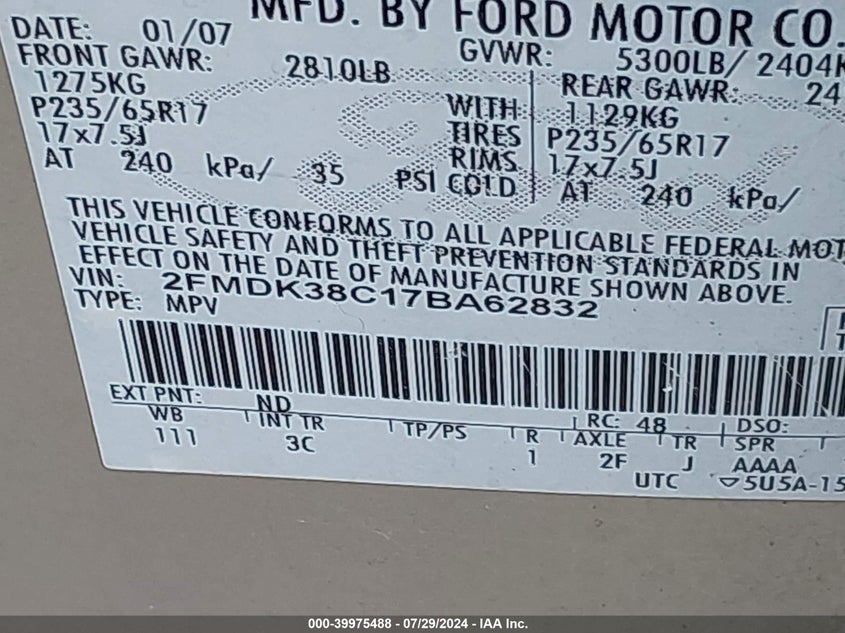 MFD. BY FORD MOTOR CO.
DATE: 01/07 GVWR: 5300LB/ 2404K
FRONT GAWR: 2810LB REAR GAWR: 24
1275KG WITH 1129KG
P235/65R17 TIRES P235/65R17
17x7.5J RIMS 17x7.5J
AT 240 kPa/ 35 PSI COLD AT 240 kPa/
THIS VEHICLE CONFORMS TO ALL APPLICABLE FEDERAL MOT
VEHICLE SAFETY AND THEFT PREVENTION STANDARDS IN
EFFECT ON THE DATE OF MANUFACTURE SHOWN ABOVE.
VIN: 2FMDK38C17BA62832
TYPE: MPV
EXT PNT: ND RC: 48 DSO:
WB INT TR TP/PS R AXLE TR SPR
111 3C 1 2F J AAAA
UTC ▽5U5A-15
000-39975488 - 07/29/2024 - IAA Inc.